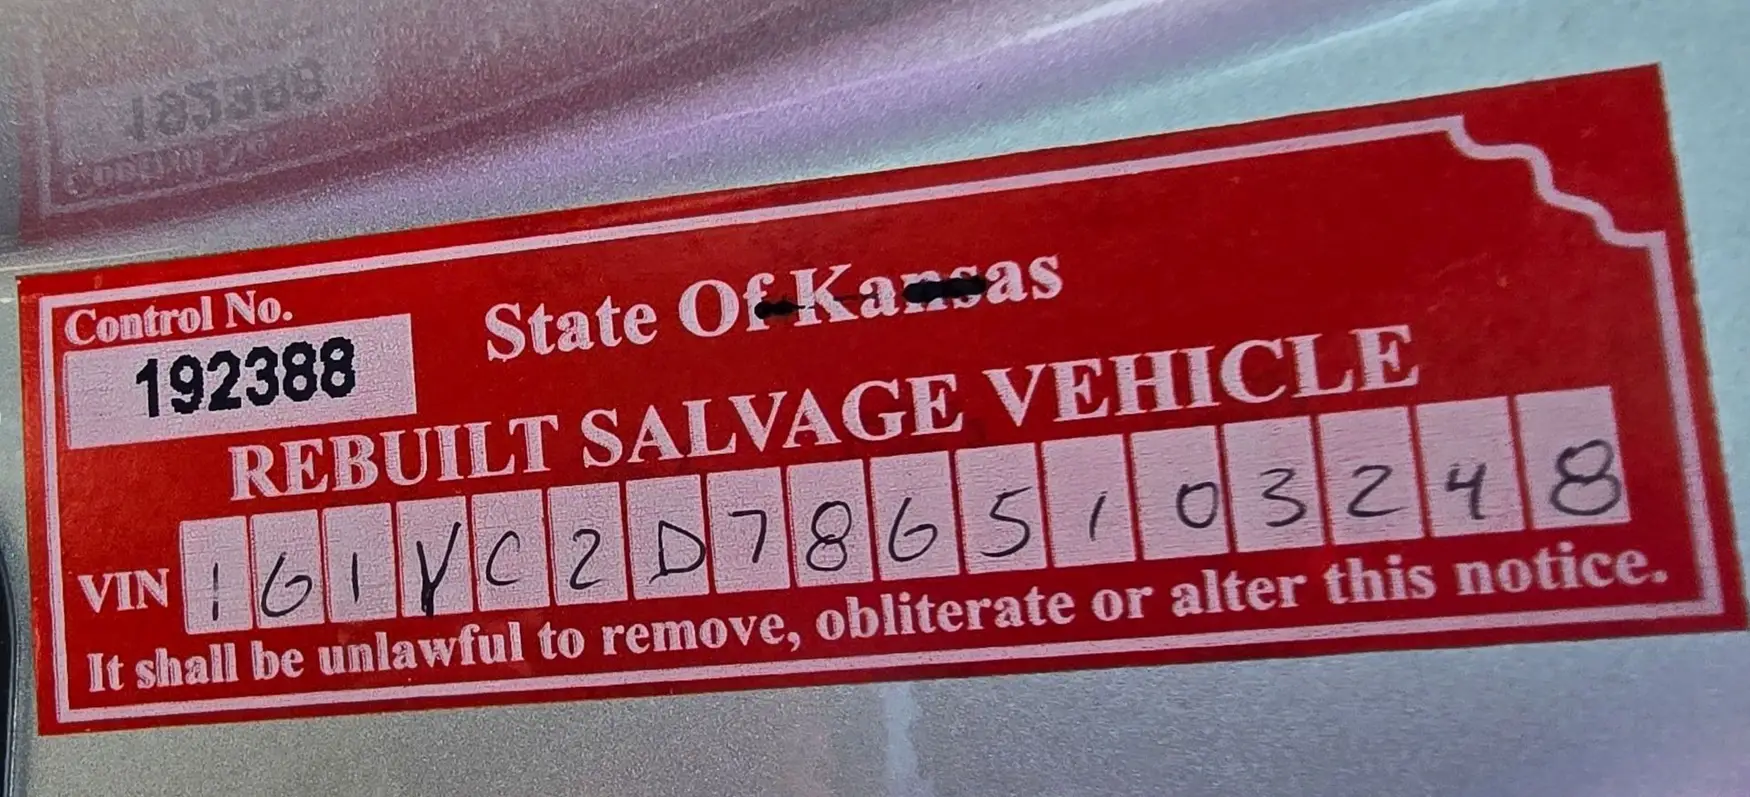 Control No.
192388
State Of Kansas
REBUILT SALVAGE VEHICLE
VIN 1G1YC2D7865103248
It shall be unlawful to remove, obliterate or alter this notice.